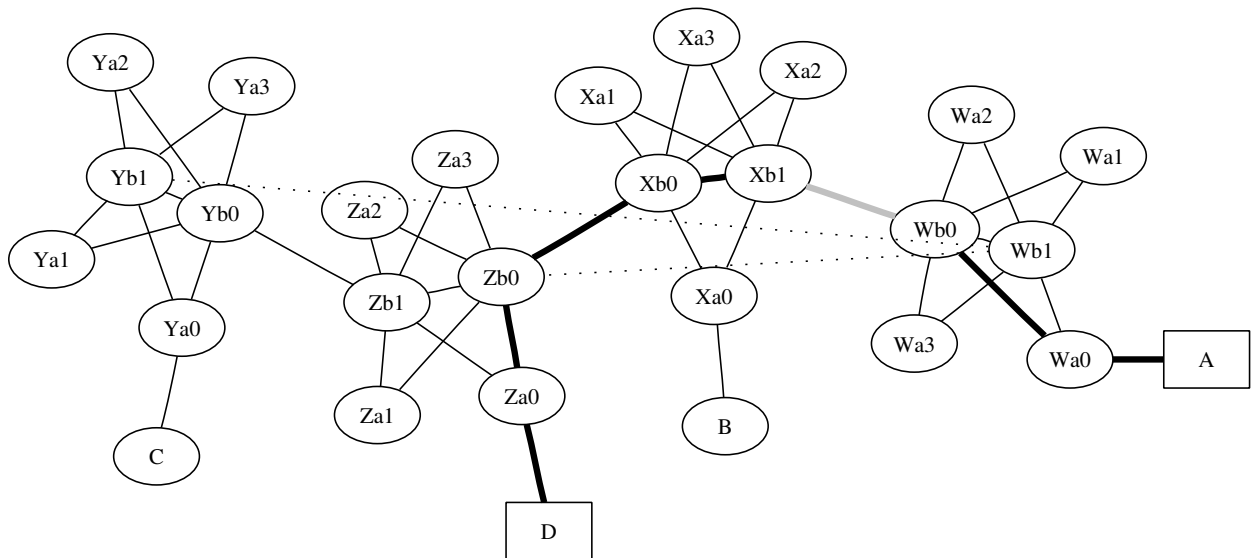 Xa3
Ya2
Xa2
Ya3
Xa1
Wa2
Za3
Wa1
Yb1
Xb0
Xb1
Za2
Yb0
Wb0
Wb1
Ya1
Zb0
Zb1
Xa0
Ya0
Wa3
Wa0
A
Za0
Za1
B
C
D